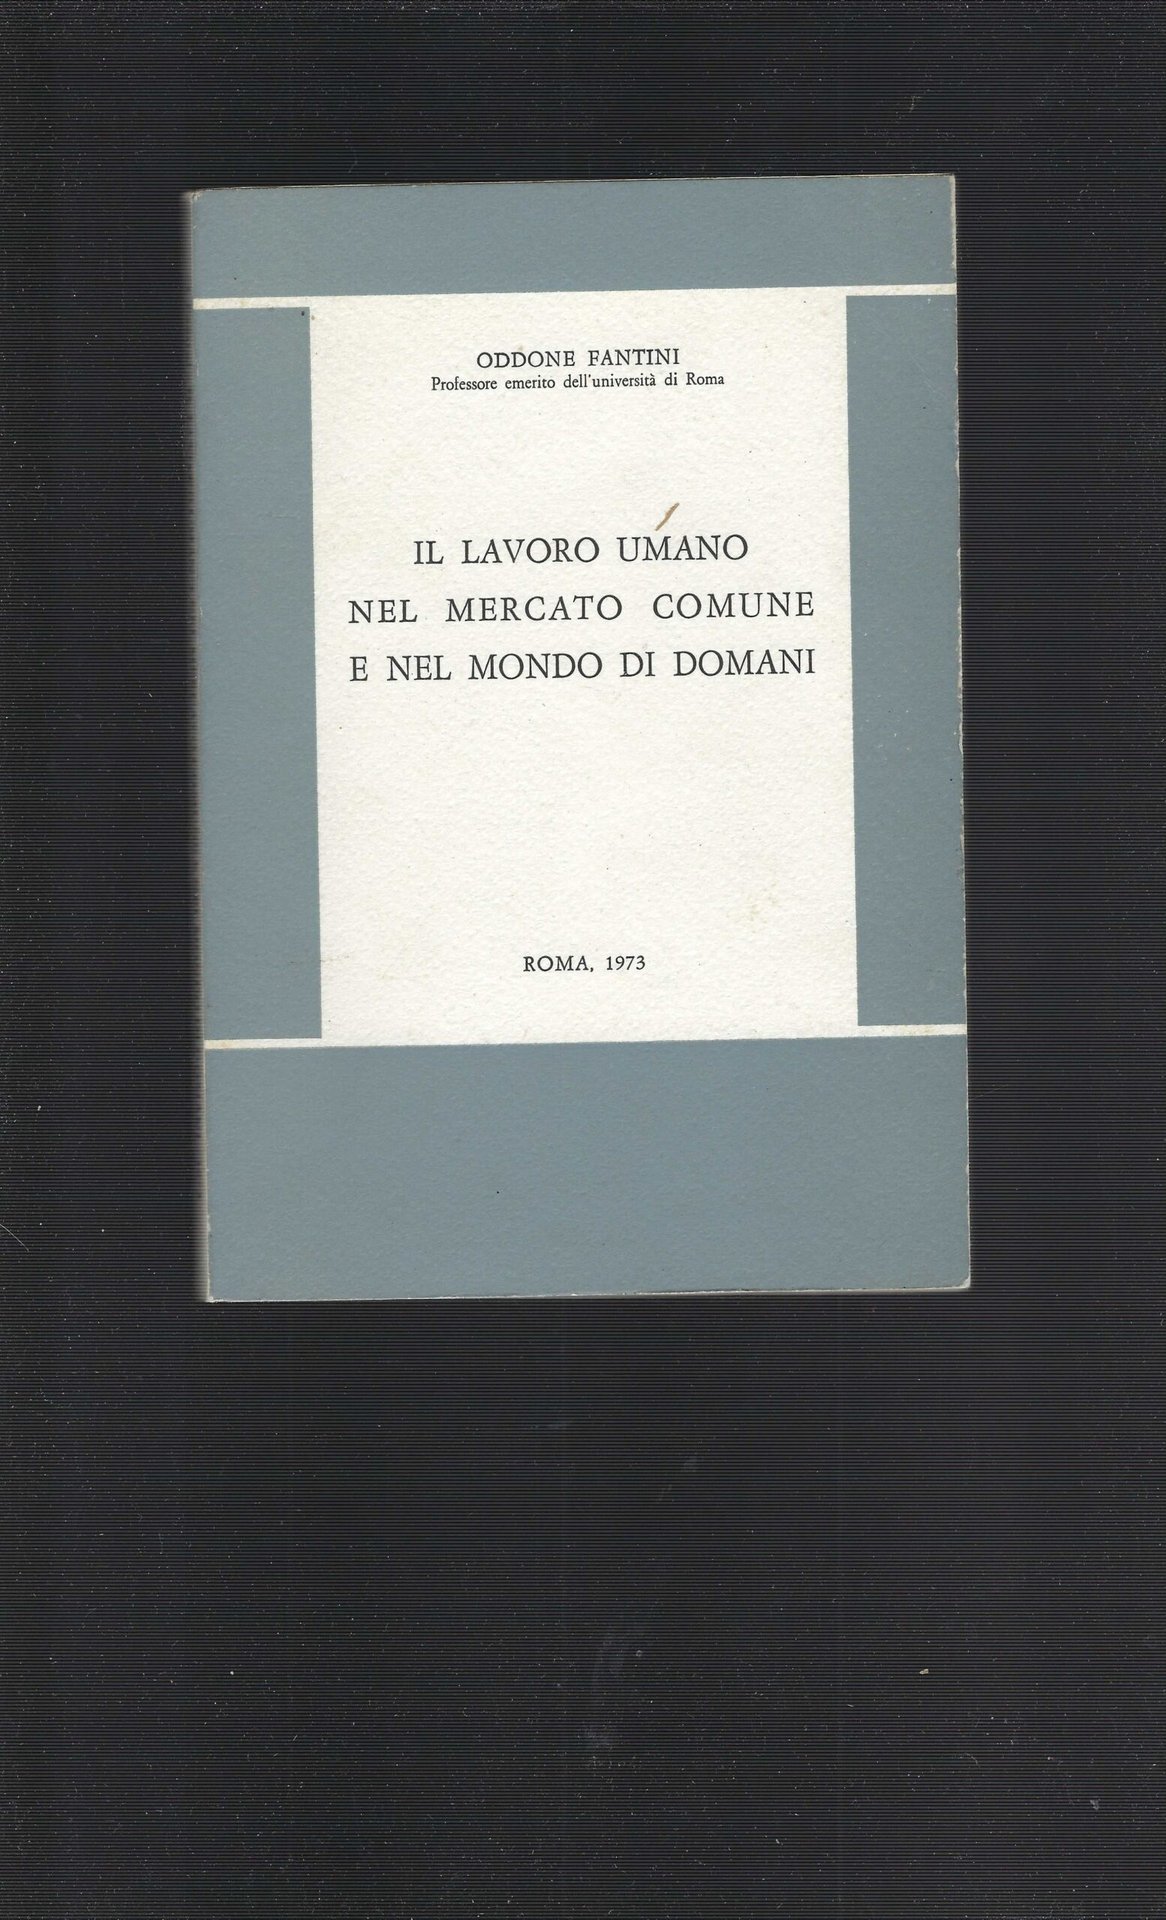 ODDONE FANTINI
Professore emerito dell'università di Roma
IL LAVORO UMANO
NEL MERCATO COMUNE
E NEL MONDO DI DOMANI
ROMA, 1973